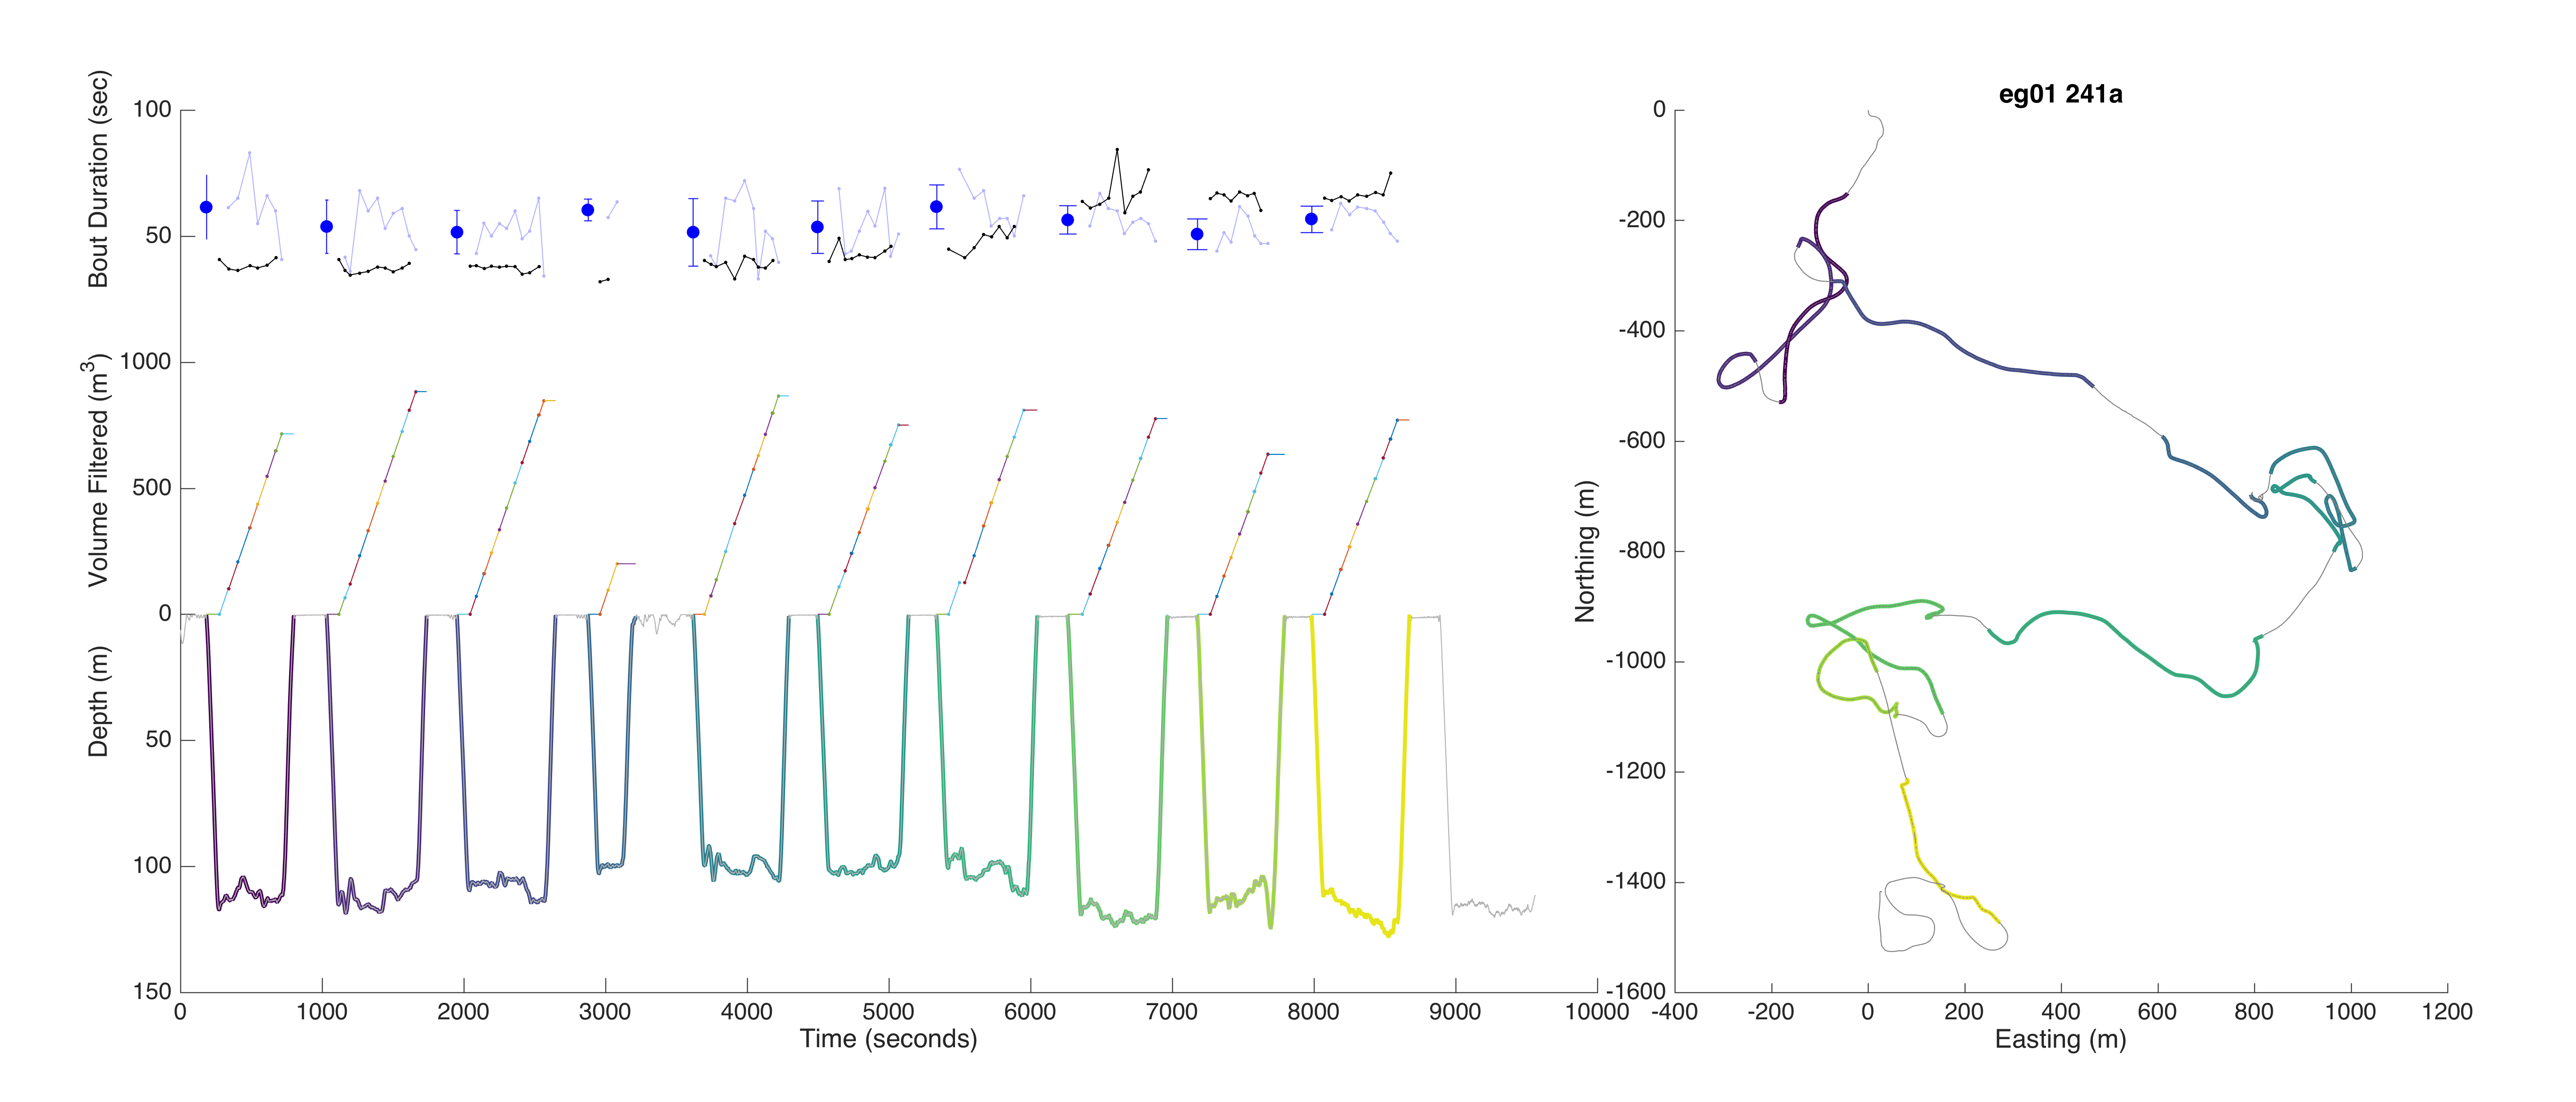 Bout Duration (sec)
100
50
Volume Filtered (m³)
1000
500
0
Depth (m)
50
100
150
0 1000 2000 3000 4000 5000 6000 7000 8000 9000 10000
Time (seconds)
eg01 241a
Northing (m)
0
-200
-400
-600
-800
-1000
-1200
-1400
-1600
-400 -200 0 200 400 600 800 1000 1200
Easting (m)